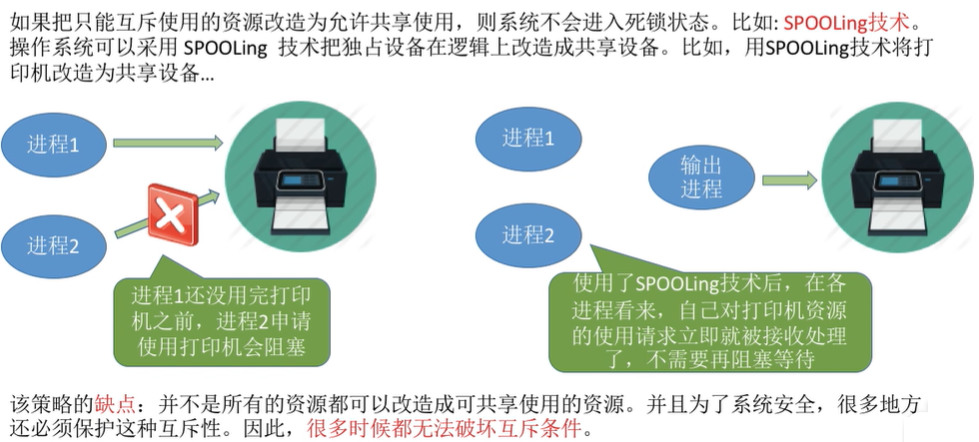 如果把只能互斥使用的资源改造为允许共享使用，则系统不会进入死锁状态。比如: SPOOLing技术。
操作系统可以采用 SPOOLing 技术把独占设备在逻辑上改造成共享设备。比如，用SPOOLing技术将打
印机改造为共享设备…
进程1
进程2
进程1还没用完打印
机之前，进程2申请
使用打印机会阻塞
进程1
进程2
输出
进程
使用了SPOOLing技术后，在各
进程看来，自己对打印机资源
的使用请求立即就被接收处理
了，不需要再阻塞等待
该策略的缺点：并不是所有的资源都可以改造成可共享使用的资源。并且为了系统安全，很多地方
还必须保护这种互斥性。因此，很多时候都无法破坏互斥条件。